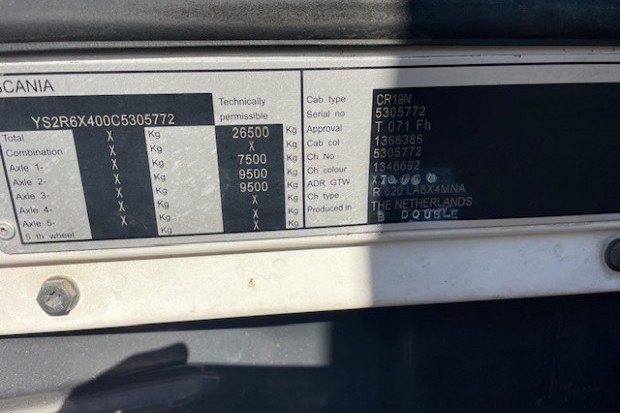 SCANIA
YS2R6X400C5305772
Technically
permissible
Total X Kg 26500 Kg
Combination X Kg X Kg
Axle 1- X Kg 7500 Kg
Axle 2- X Kg 9500 Kg
Axle 3- X Kg 9500 Kg
Axle 4- X Kg X Kg
Axle 5- X Kg X Kg
5 th wheel X Kg X Kg
Cab type CR19N
Serial no 5305772
Approval T 071 Fh
Cab col 1366386
Ch No 5305772
Ch colour 1346692
ADR GTW
Ch type R 620 LA6X4MNA
Produced in THE NETHERLANDS
B DOUBLE